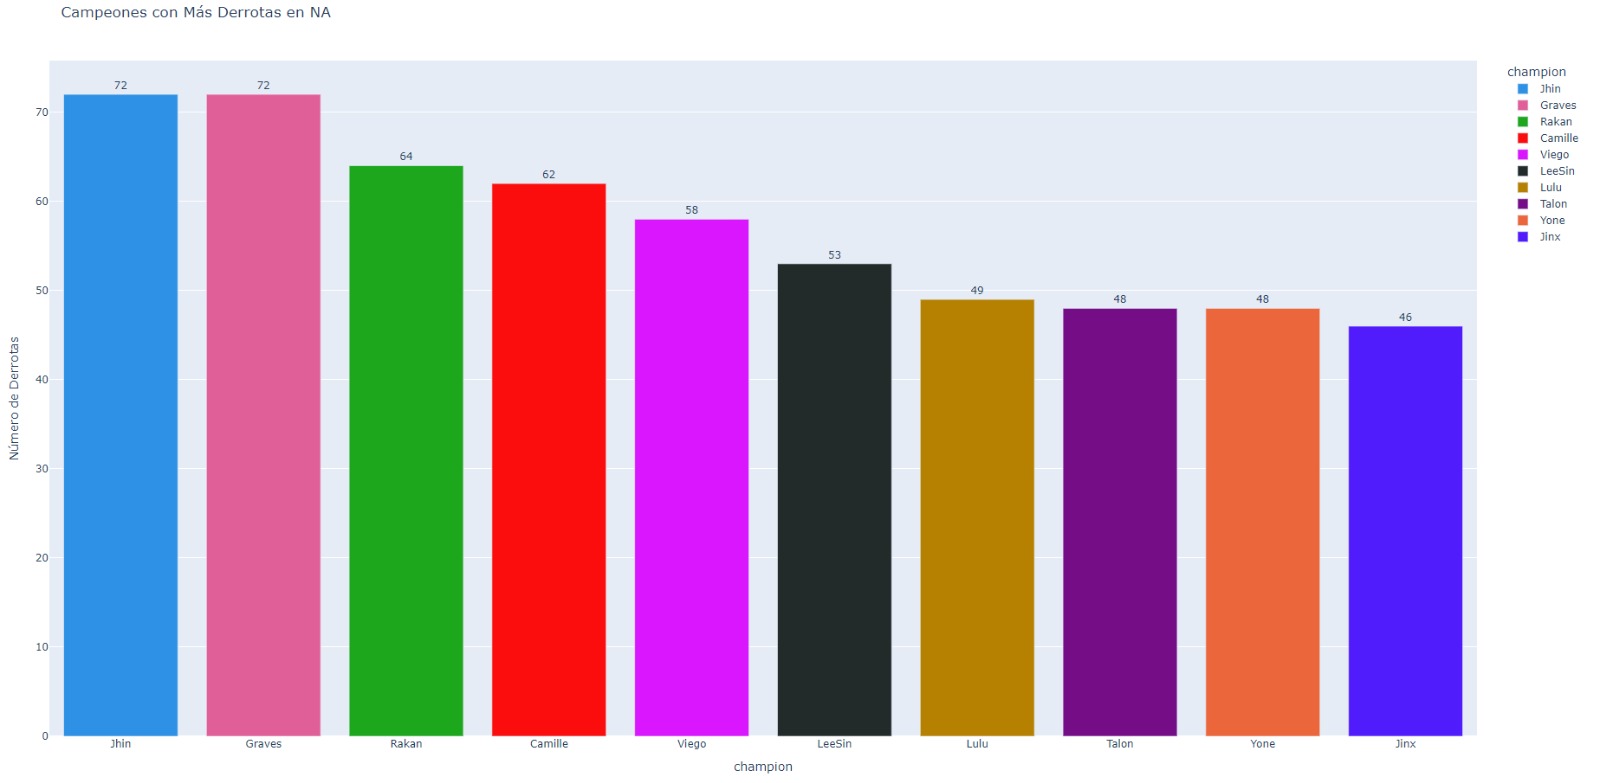 Campeones con Más Derrotas en NA
72
72
64
62
58
53
49
48
48
46
70
60
50
40
30
20
10
0
Número de Derrotas
Jhin
Graves
Rakan
Camille
Viego
LeeSin
Lulu
Talon
Yone
Jinx
champion
champion
Jhin
Graves
Rakan
Camille
Viego
LeeSin
Lulu
Talon
Yone
Jinx